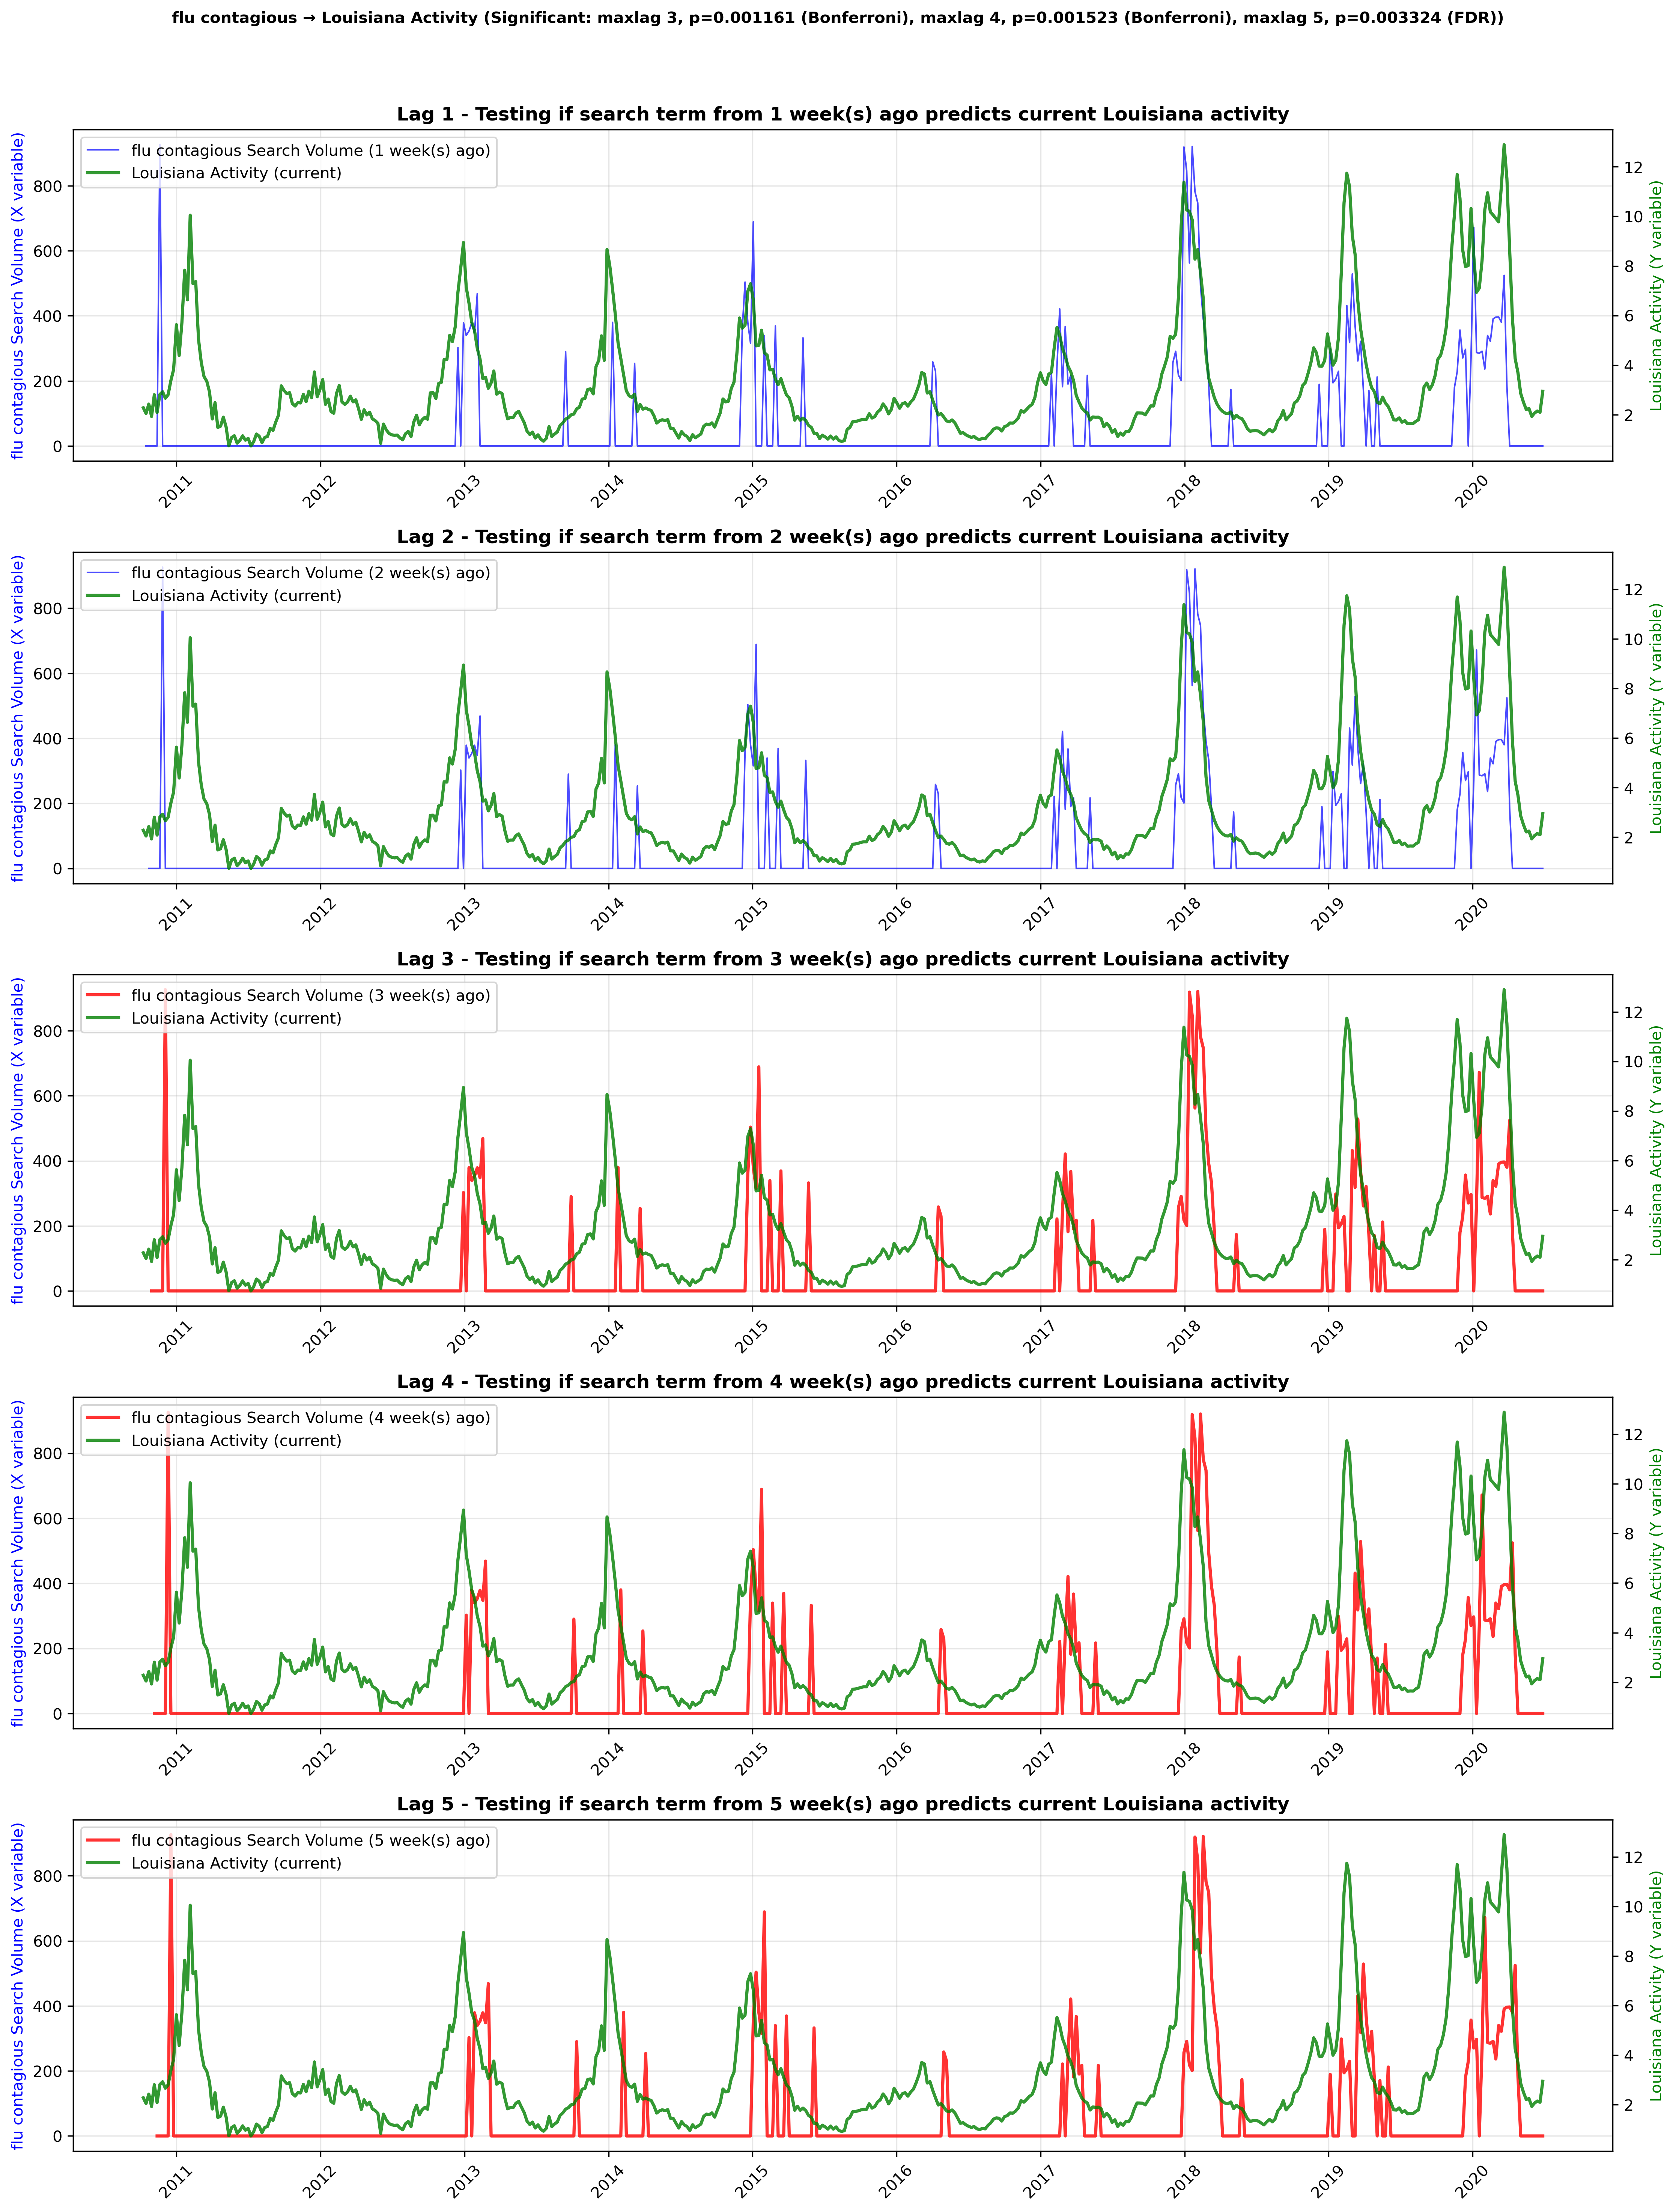 flu contagious → Louisiana Activity (Significant: maxlag 3, p=0.001161 (Bonferroni), maxlag 4, p=0.001523 (Bonferroni), maxlag 5, p=0.003324 (FDR))
Lag 1 - Testing if search term from 1 week(s) ago predicts current Louisiana activity
flu contagious Search Volume (1 week(s) ago)
Louisiana Activity (current)
flu contagious Search Volume (X variable)
800
600
400
200
0
12
10
8
6
4
2
Louisiana Activity (Y variable)
2011 2012 2013 2014 2015 2016 2017 2018 2019 2020
Lag 2 - Testing if search term from 2 week(s) ago predicts current Louisiana activity
flu contagious Search Volume (2 week(s) ago)
Louisiana Activity (current)
flu contagious Search Volume (X variable)
800
600
400
200
0
12
10
8
6
4
2
Louisiana Activity (Y variable)
2011 2012 2013 2014 2015 2016 2017 2018 2019 2020
Lag 3 - Testing if search term from 3 week(s) ago predicts current Louisiana activity
flu contagious Search Volume (3 week(s) ago)
Louisiana Activity (current)
flu contagious Search Volume (X variable)
800
600
400
200
0
12
10
8
6
4
2
Louisiana Activity (Y variable)
2011 2012 2013 2014 2015 2016 2017 2018 2019 2020
Lag 4 - Testing if search term from 4 week(s) ago predicts current Louisiana activity
flu contagious Search Volume (4 week(s) ago)
Louisiana Activity (current)
flu contagious Search Volume (X variable)
800
600
400
200
0
12
10
8
6
4
2
Louisiana Activity (Y variable)
2011 2012 2013 2014 2015 2016 2017 2018 2019 2020
Lag 5 - Testing if search term from 5 week(s) ago predicts current Louisiana activity
flu contagious Search Volume (5 week(s) ago)
Louisiana Activity (current)
flu contagious Search Volume (X variable)
800
600
400
200
0
12
10
8
6
4
2
Louisiana Activity (Y variable)
2011 2012 2013 2014 2015 2016 2017 2018 2019 2020